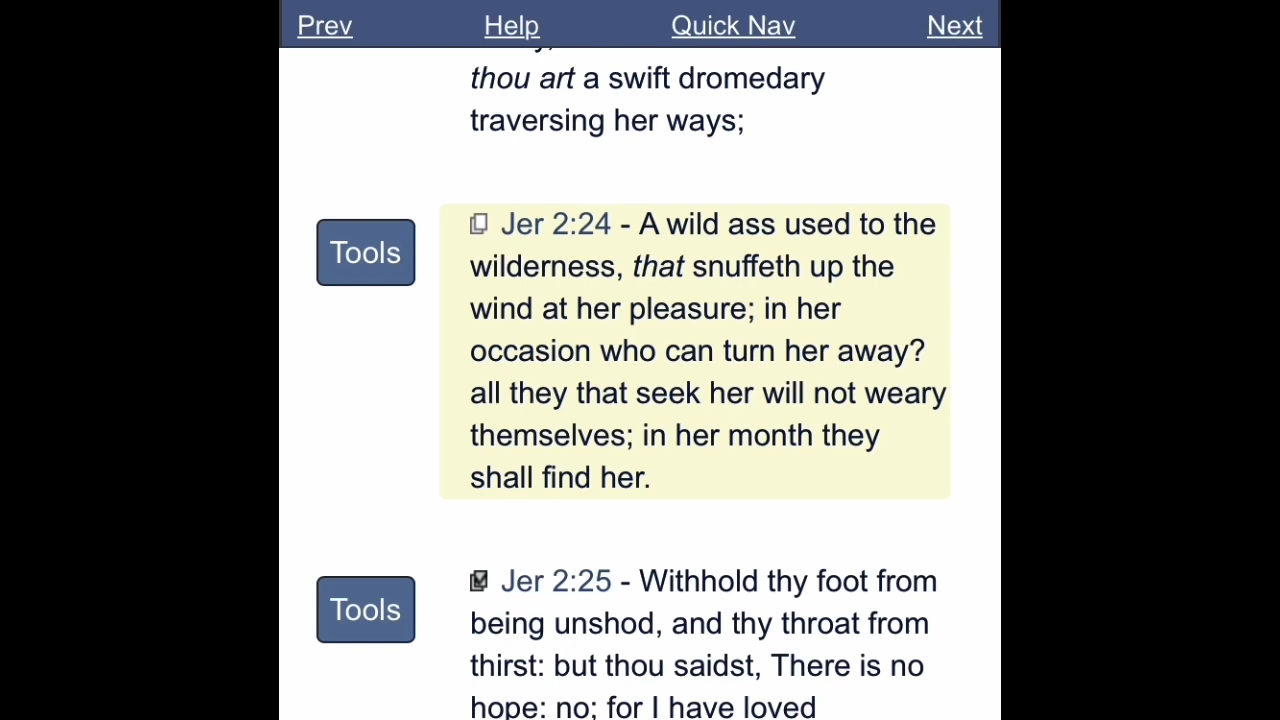 Prev Help Quick Nav Next
thou art a swift dromedary
traversing her ways;
Tools
Jer 2:24 - A wild ass used to the
wilderness, that snuffeth up the
wind at her pleasure; in her
occasion who can turn her away?
all they that seek her will not weary
themselves; in her month they
shall find her.
Tools
Jer 2:25 - Withhold thy foot from
being unshod, and thy throat from
thirst: but thou saidst, There is no
hope: no; for I have loved